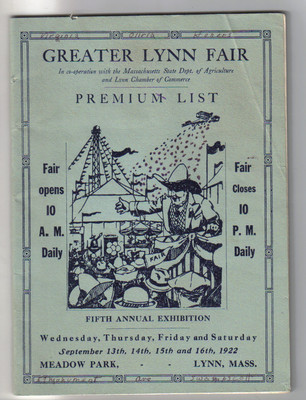 GREATER LYNN FAIR
In co-operation with the Massachusetts State Dept. of Agriculture
and Lynn Chamber of Commerce
PREMIUM LIST
Fair
opens
10
A. M.
Daily
FAIR
Fair
Closes
10
P. M.
Daily
FIFTH ANNUAL EXHIBITION
Wednesday, Thursday, Friday and Saturday
September 13th, 14th, 15th and 16th, 1922
MEADOW PARK, - - LYNN, MASS.